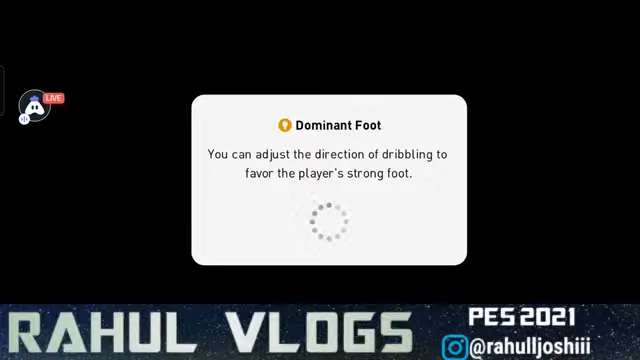 LIVE
Dominant Foot
You can adjust the direction of dribbling to
favor the player's strong foot.
RAHUL VLOGS
PES 2021
@rahulljoshiii